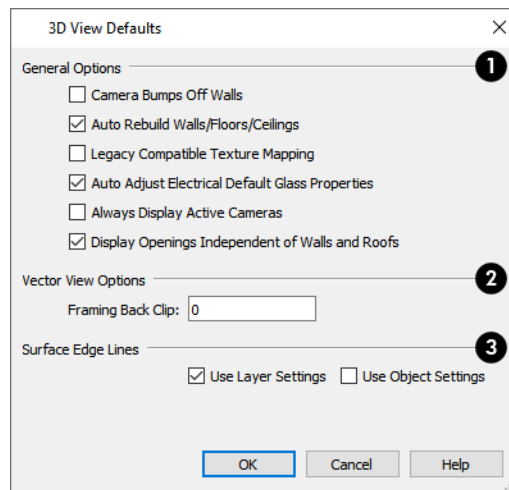 3D View Defaults
General Options 1
Camera Bumps Off Walls
Auto Rebuild Walls/Floors/Ceilings
Legacy Compatible Texture Mapping
Auto Adjust Electrical Default Glass Properties
Always Display Active Cameras
Display Openings Independent of Walls and Roofs
Vector View Options 2
Framing Back Clip: 0
Surface Edge Lines 3
Use Layer Settings Use Object Settings
OK Cancel Help